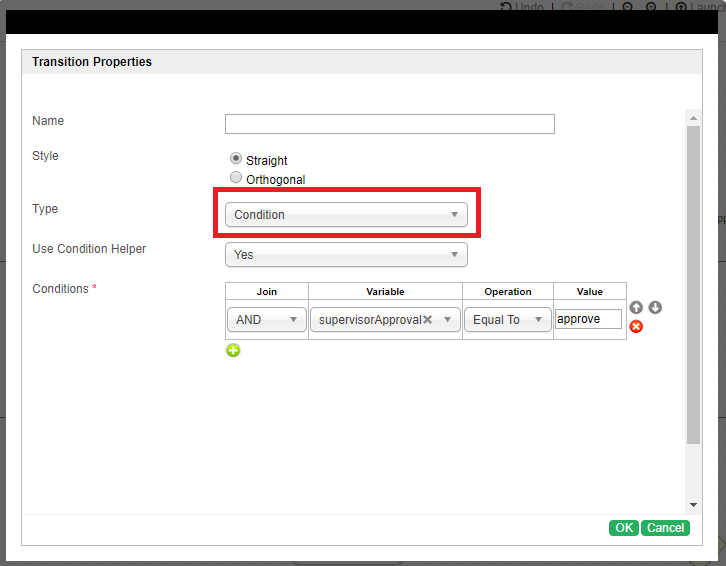 Undo Redo Launch
Transition Properties
Name
Style
Straight
Orthogonal
Type
Condition
Use Condition Helper
Yes
Conditions *
Join Variable Operation Value
AND supervisorApproval Equal To approve
OK Cancel